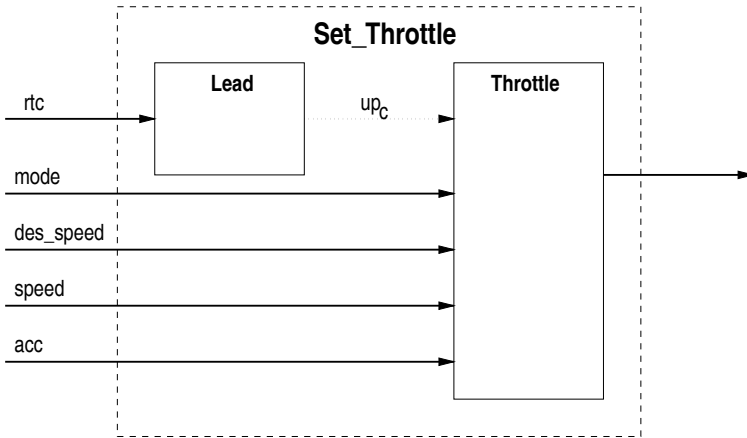 Set_Throttle
Lead
Throttle
rtc
up_c
mode
des_speed
speed
acc